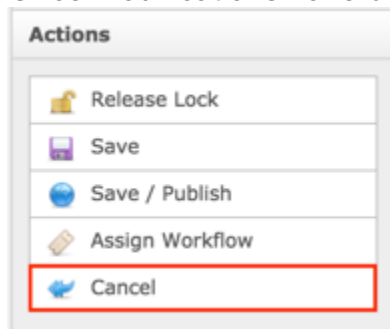 Actions
Release Lock
Save
Save / Publish
Assign Workflow
Cancel